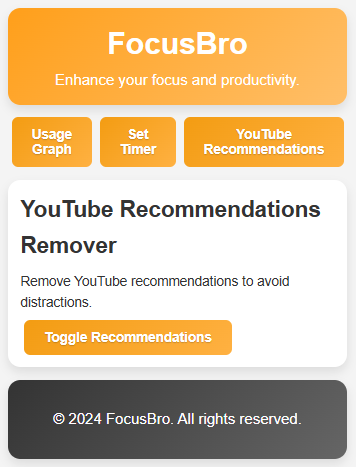 FocusBro
Enhance your focus and productivity.
Usage
Graph
Set
Timer
YouTube
Recommendations
YouTube Recommendations
Remover
Remove YouTube recommendations to avoid
distractions.
Toggle Recommendations
© 2024 FocusBro. All rights reserved.